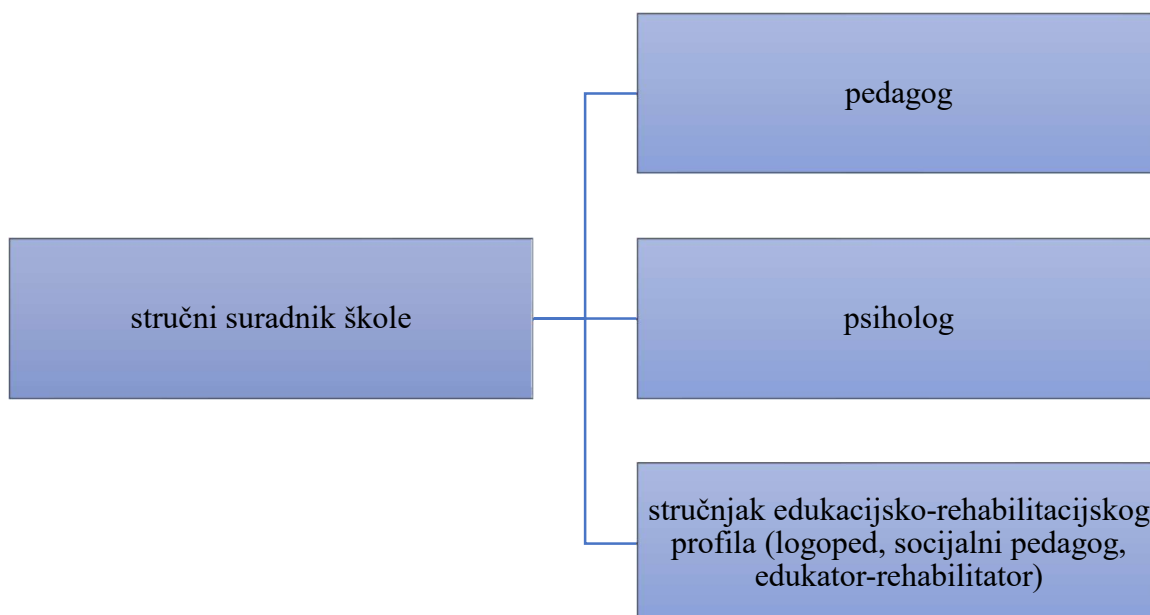 pedagog
stručni suradnik škole
psiholog
stručnjak edukacijsko-rehabilitacijskog
profila (logoped, socijalni pedagog,
edukator-rehabilitator)